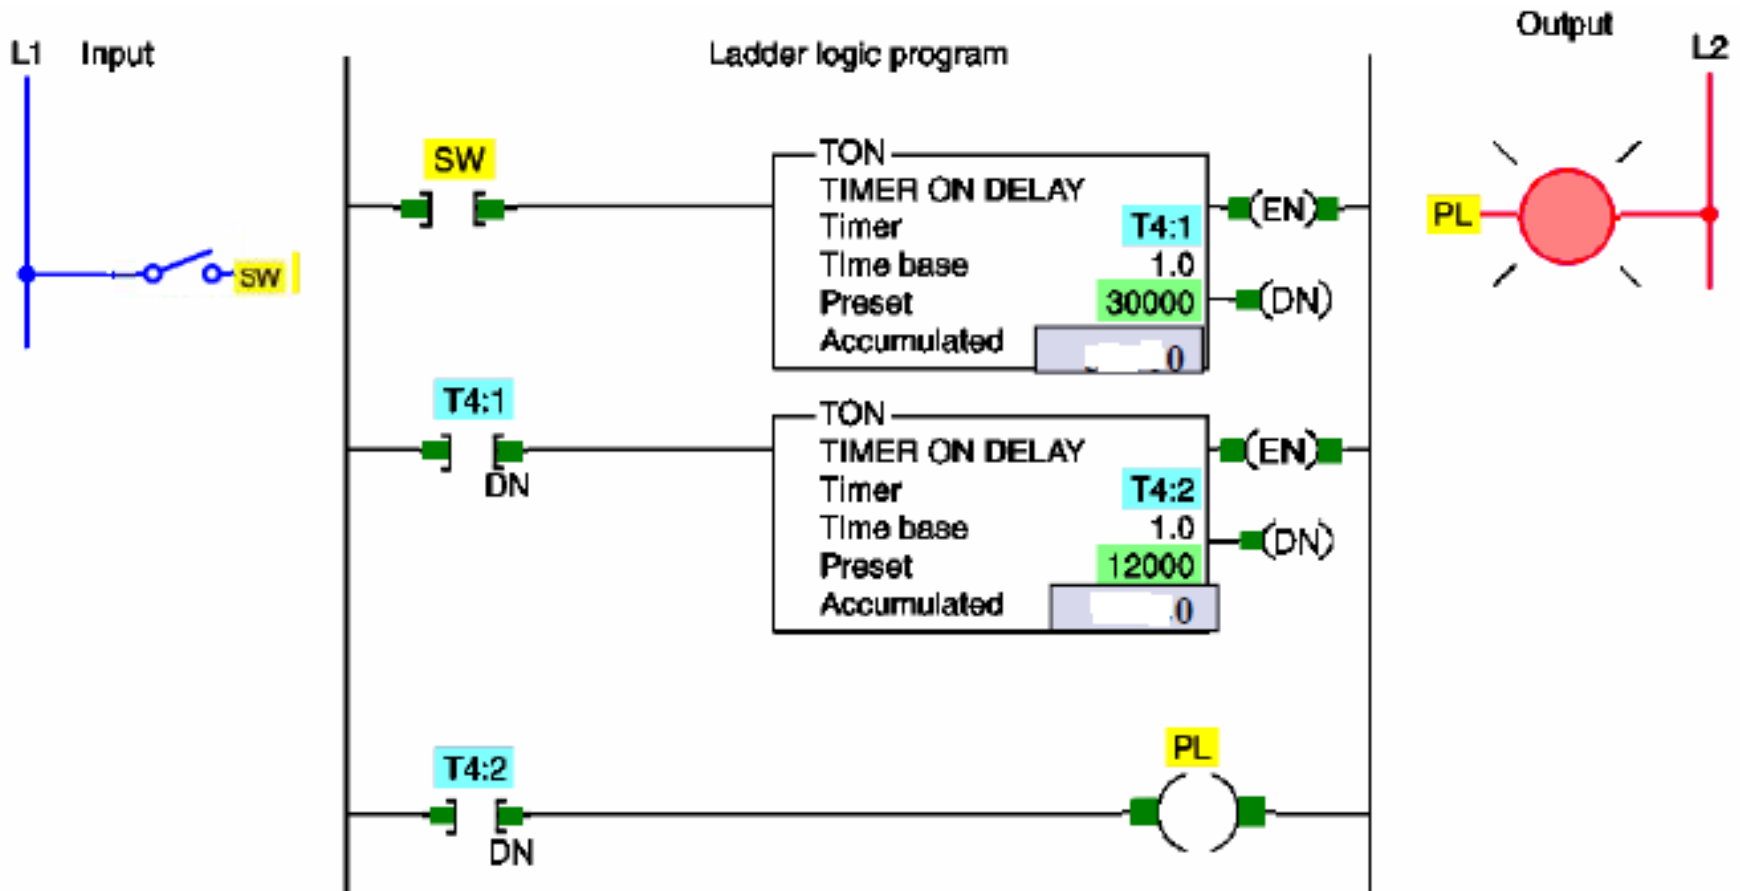 L1 Input
Ladder logic program
Output
L2
SW
TON
TIMER ON DELAY
Timer T4:1
Time base 1.0
Preset 30000
Accumulated 0
(EN)
(DN)
PL
SW
T4:1
DN
TON
TIMER ON DELAY
Timer T4:2
Time base 1.0
Preset 12000
Accumulated .0
(EN)
(DN)
T4:2
DN
PL